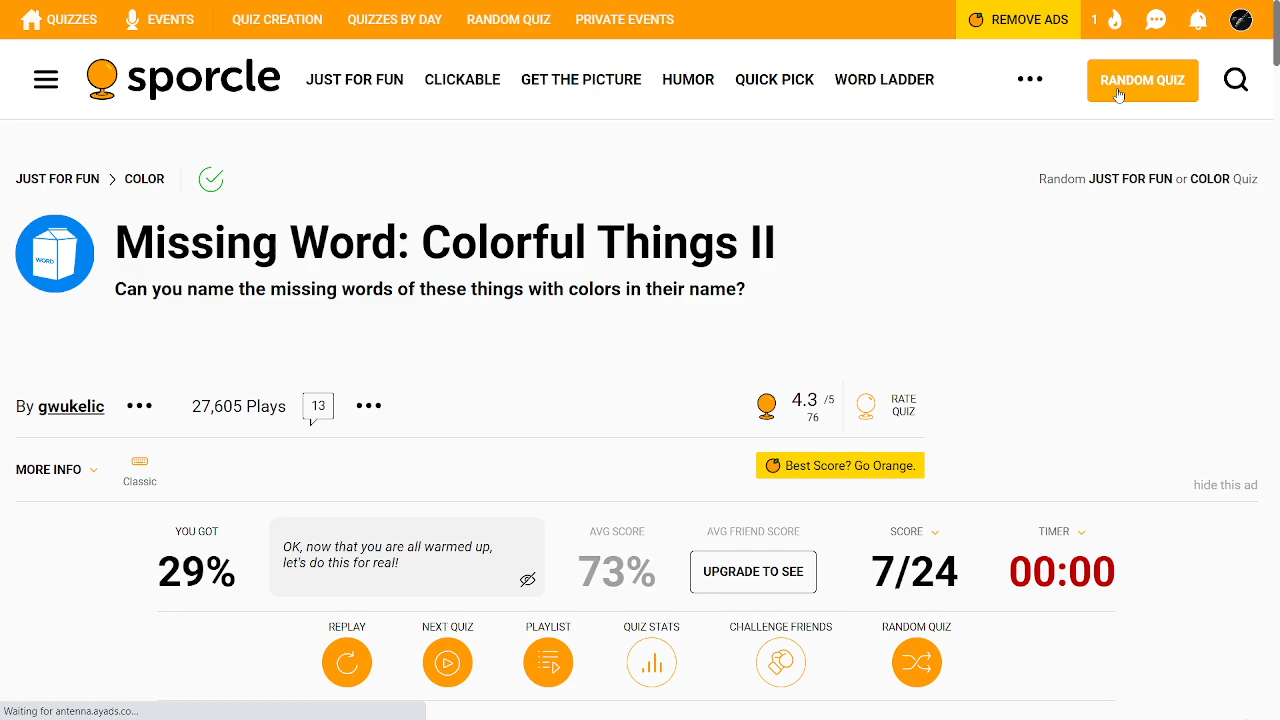 QUIZZES EVENTS QUIZ CREATION QUIZZES BY DAY RANDOM QUIZ PRIVATE EVENTS REMOVE ADS 1
sporcle JUST FOR FUN CLICKABLE GET THE PICTURE HUMOR QUICK PICK WORD LADDER ••• RANDOM QUIZ
JUST FOR FUN > COLOR Random JUST FOR FUN or COLOR Quiz
WORD
Missing Word: Colorful Things II
Can you name the missing words of these things with colors in their name?
By gwukelic ••• 27,605 Plays 13 ••• 4.3 /5 76 RATE
QUIZ
MORE INFO Classic Best Score? Go Orange.
hide this ad
YOU GOT AVG SCORE AVG FRIEND SCORE SCORE TIMER
OK, now that you are all warmed up,
let's do this for real!
29% 73% UPGRADE TO SEE 7/24 00:00
REPLAY NEXT QUIZ PLAYLIST QUIZ STATS CHALLENGE FRIENDS RANDOM QUIZ
Waiting for antenna.ayads.co...